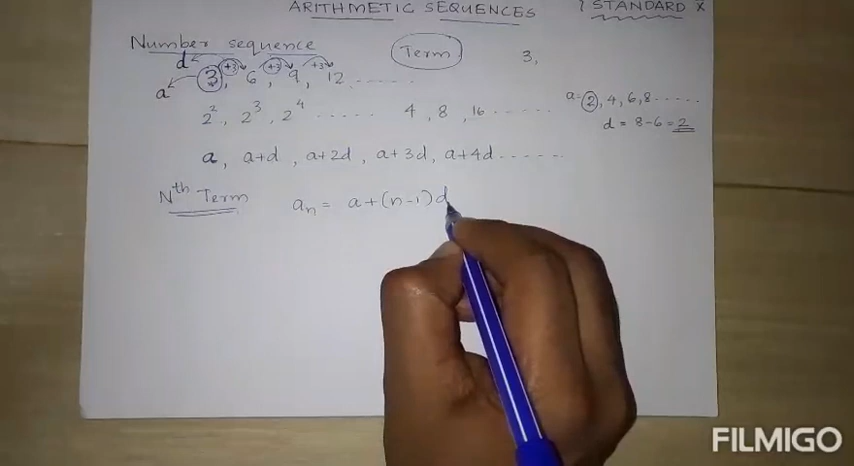 ARITHMETIC SEQUENCES
STANDARD X
Number sequence
Term
3,
d
+3 +3 +3
3, 6, 9, 12 ......
a
a = 2, 4, 6, 8 .....
d = 8-6 = 2
2², 2³, 2⁴ ...... 4, 8, 16 ......
a, a+d, a+2d, a+3d, a+4d ......
Nth Term aₙ = a+(n-1)d
FILMIGO